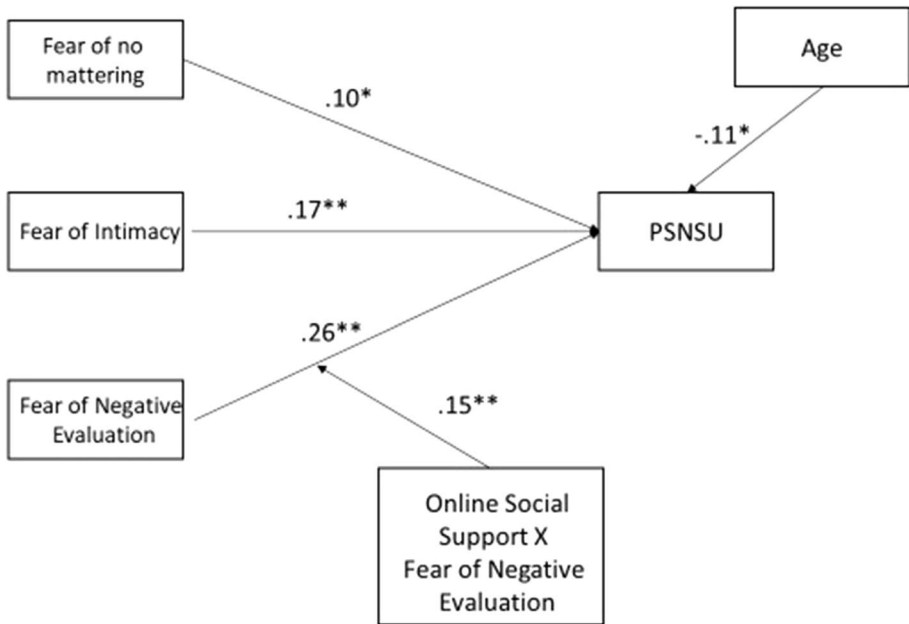 Fear of no
mattering
Age
.10*
-.11*
Fear of Intimacy
.17**
PSNSU
.26**
Fear of Negative
Evaluation
.15**
Online Social
Support X
Fear of Negative
Evaluation